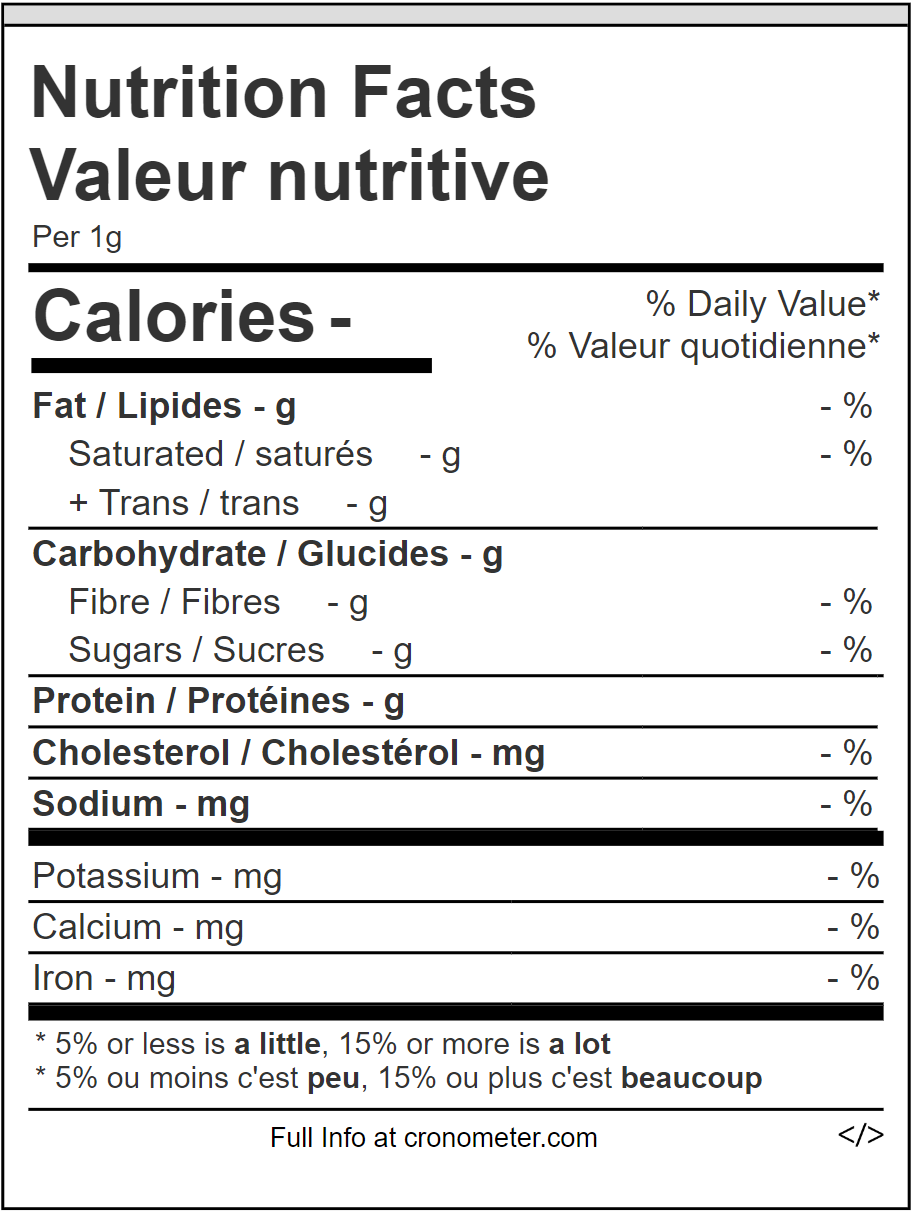 Nutrition Facts
Valeur nutritive
Per 1g
Calories -
% Daily Value*
% Valeur quotidienne*
Fat / Lipides - g - %
Saturated / saturés - g - %
+ Trans / trans - g
Carbohydrate / Glucides - g
Fibre / Fibres - g - %
Sugars / Sucres - g - %
Protein / Protéines - g
Cholesterol / Cholestérol - mg - %
Sodium - mg - %
Potassium - mg - %
Calcium - mg - %
Iron - mg - %
* 5% or less is a little, 15% or more is a lot
* 5% ou moins c'est peu, 15% ou plus c'est beaucoup
Full Info at cronometer.com </>